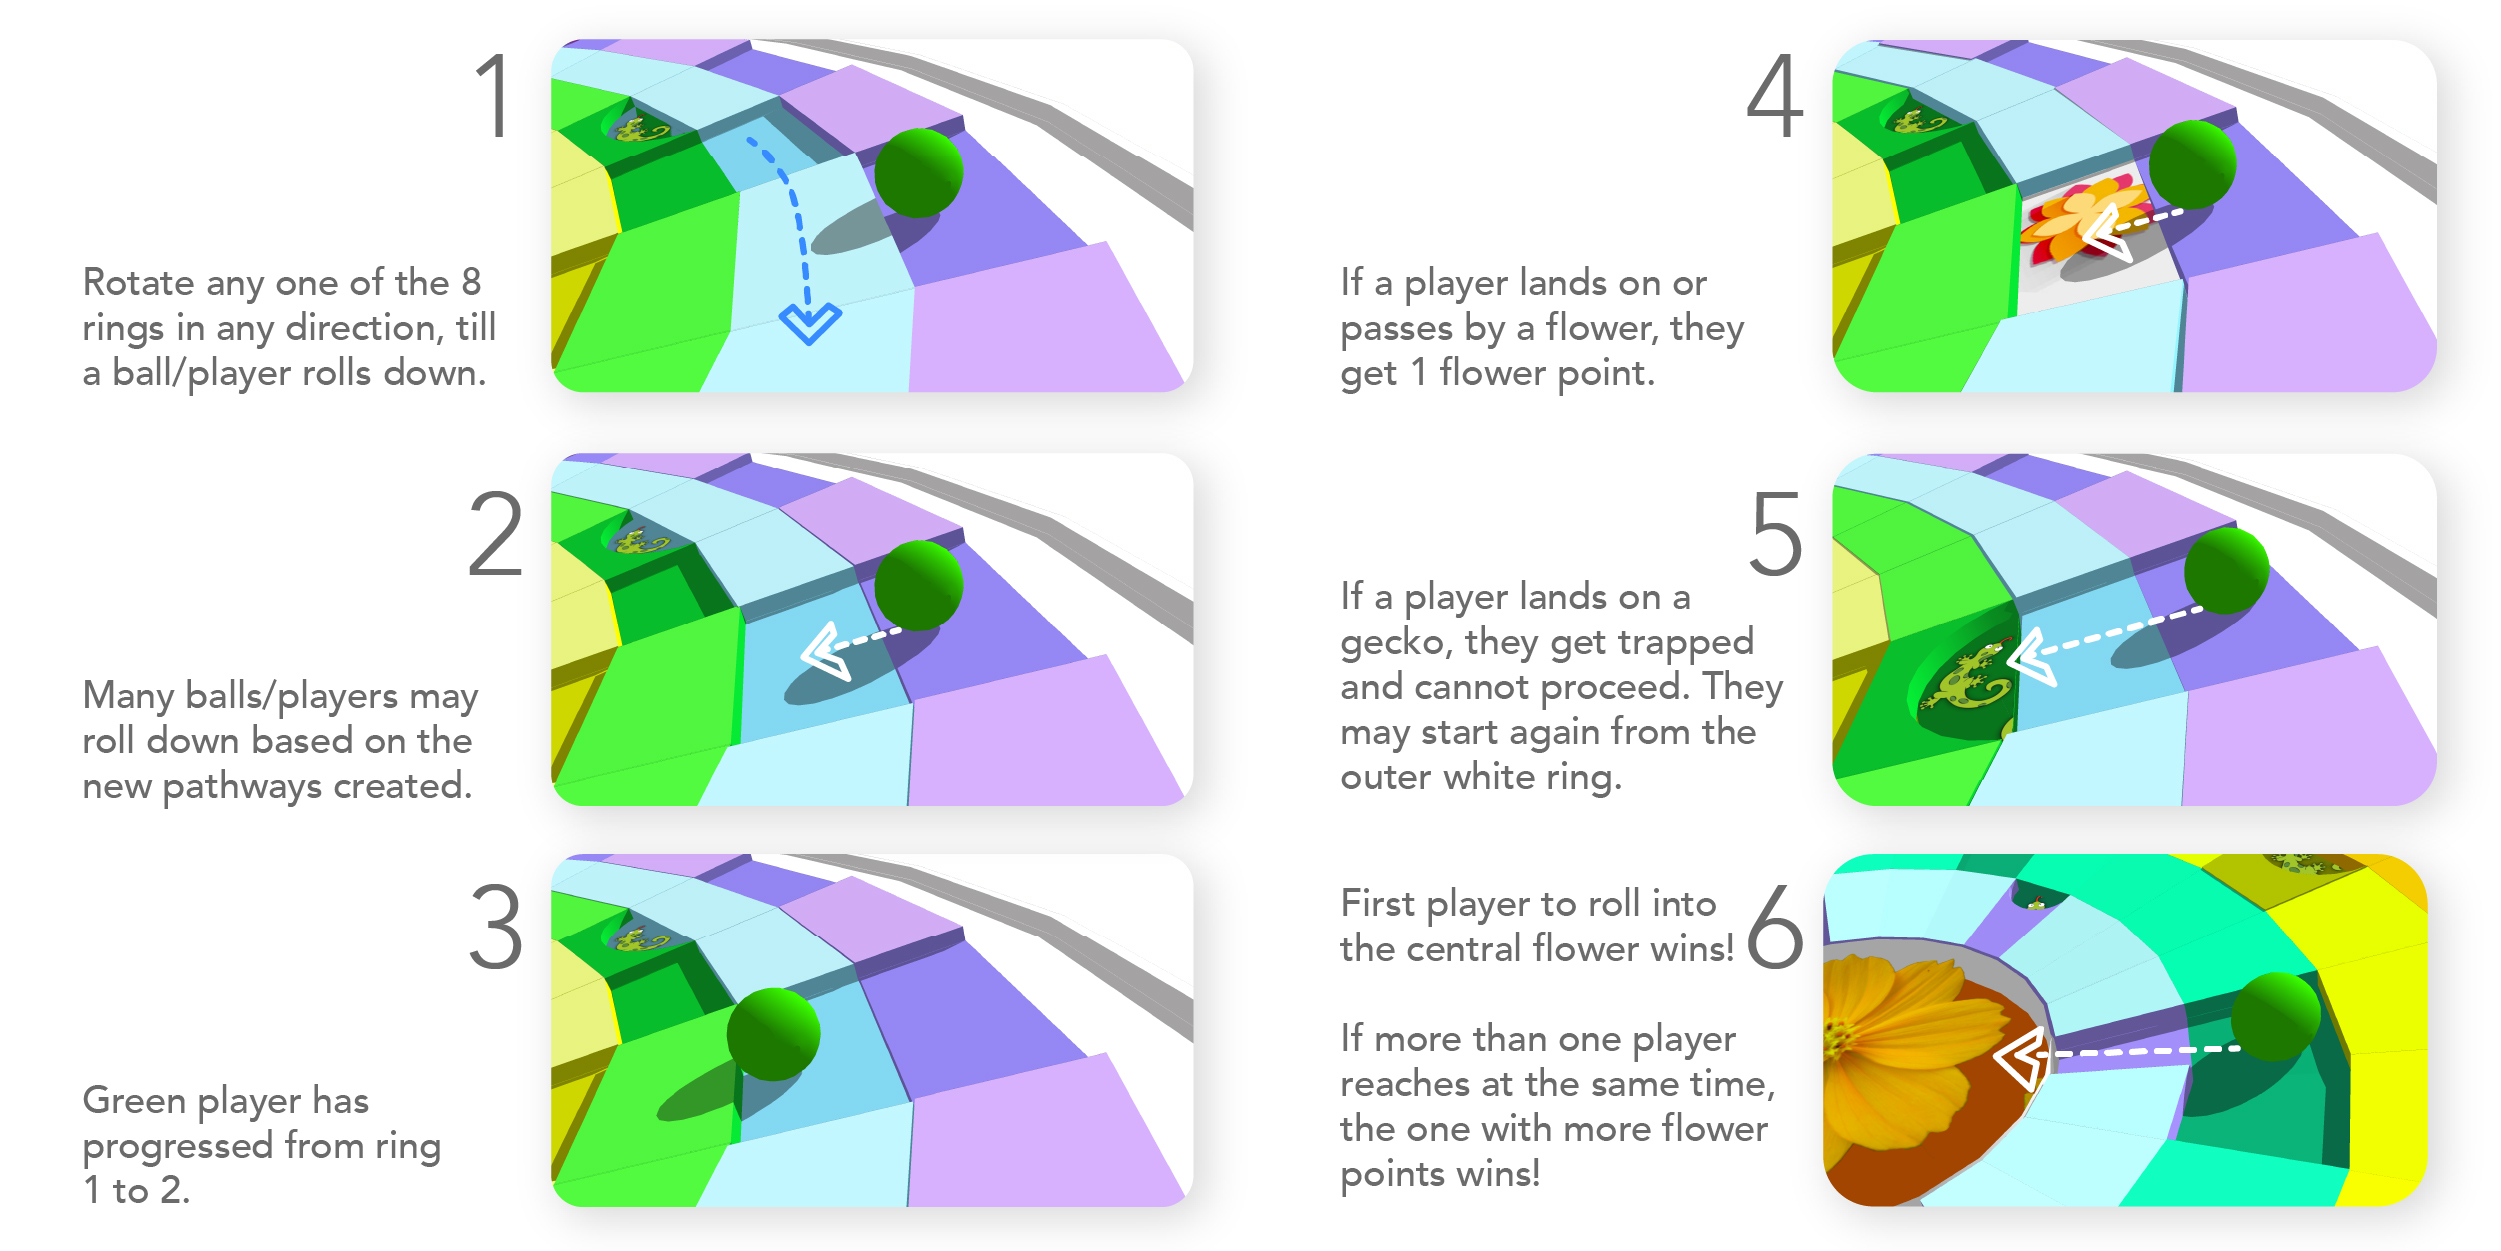 1
Rotate any one of the 8
rings in any direction, till
a ball/player rolls down.
2
Many balls/players may
roll down based on the
new pathways created.
3
Green player has
progressed from ring
1 to 2.
4
If a player lands on or
passes by a flower, they
get 1 flower point.
5
If a player lands on a
gecko, they get trapped
and cannot proceed. They
may start again from the
outer white ring.
6
First player to roll into
the central flower wins!
If more than one player
reaches at the same time,
the one with more flower
points wins!